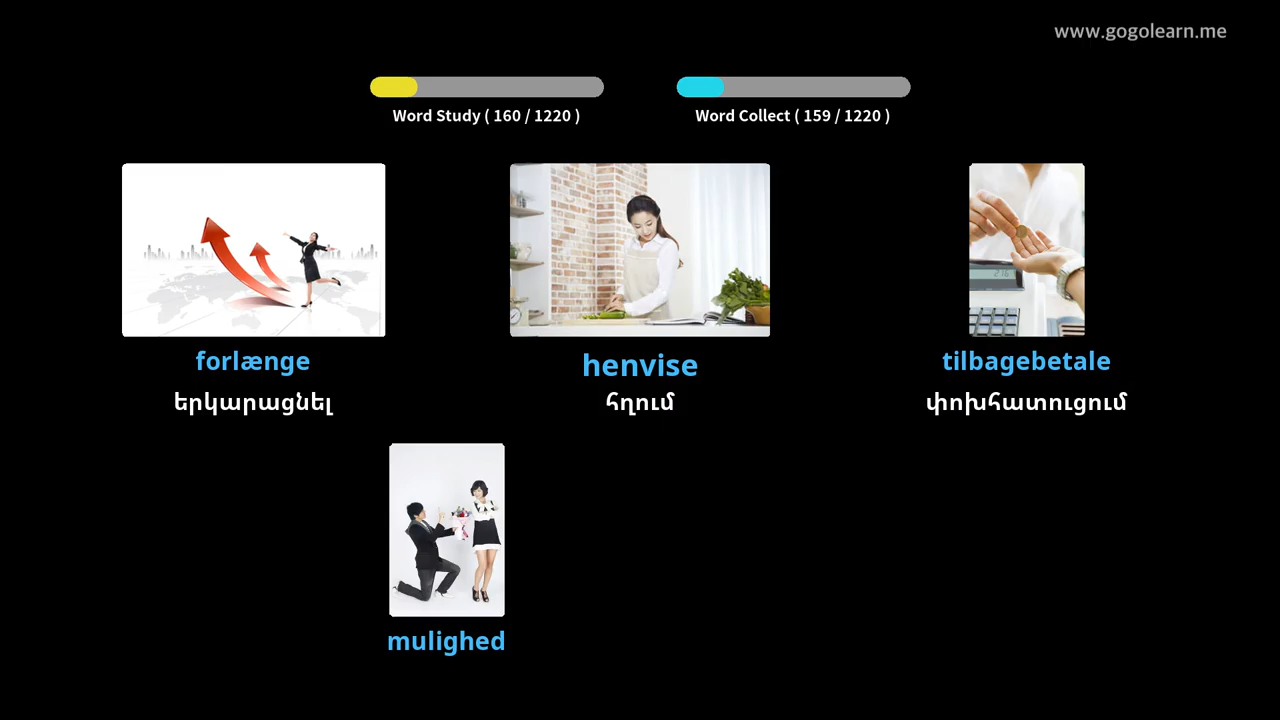 www.gogolearn.me
Word Study ( 160 / 1220 )
Word Collect ( 159 / 1220 )
forlænge
henvise
tilbagebetale
երկարացնել
հղում
փոխհատուցում
mulighed